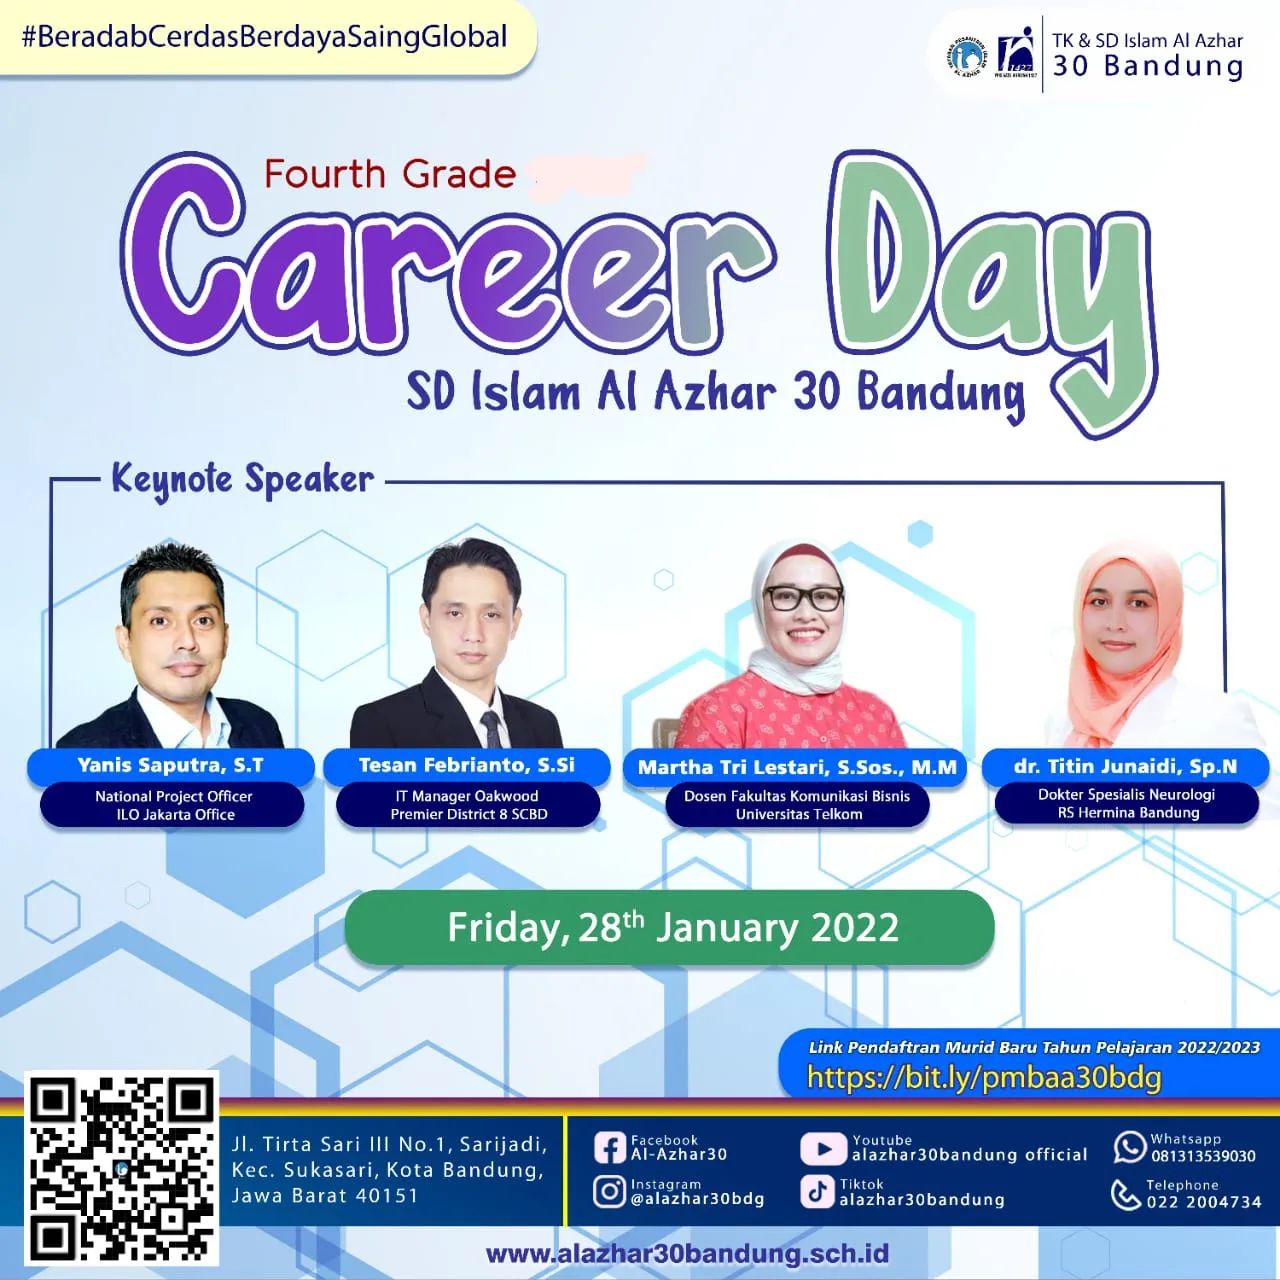 #BeradabCerdasBerdayaSaingGlobal
TK & SD Islam Al Azhar
30 Bandung
Fourth Grade
Career Day
SD Islam Al Azhar 30 Bandung
Keynote Speaker
Yanis Saputra, S.T
National Project Officer
ILO Jakarta Office
Tesan Febrianto, S.Si
IT Manager Oakwood
Premier District 8 SCBD
Martha Tri Lestari, S.Sos., M.M
Dosen Fakultas Komunikasi Bisnis
Universitas Telkom
dr. Titin Junaidi, Sp.N
Dokter Spesialis Neurologi
RS Hermina Bandung
Friday, 28th January 2022
Link Pendaftran Murid Baru Tahun Pelajaran 2022/2023
https://bit.ly/pmbaa30bdg
Jl. Tirta Sari III No.1, Sarijadi,
Kec. Sukasari, Kota Bandung,
Jawa Barat 40151
Facebook
Al-Azhar30
Instagram
@alazhar30bdg
Youtube
alazhar30bandung official
Tiktok
alazhar30bandung
Whatsapp
081313539030
Telephone
022 2004734
www.alazhar30bandung.sch.id